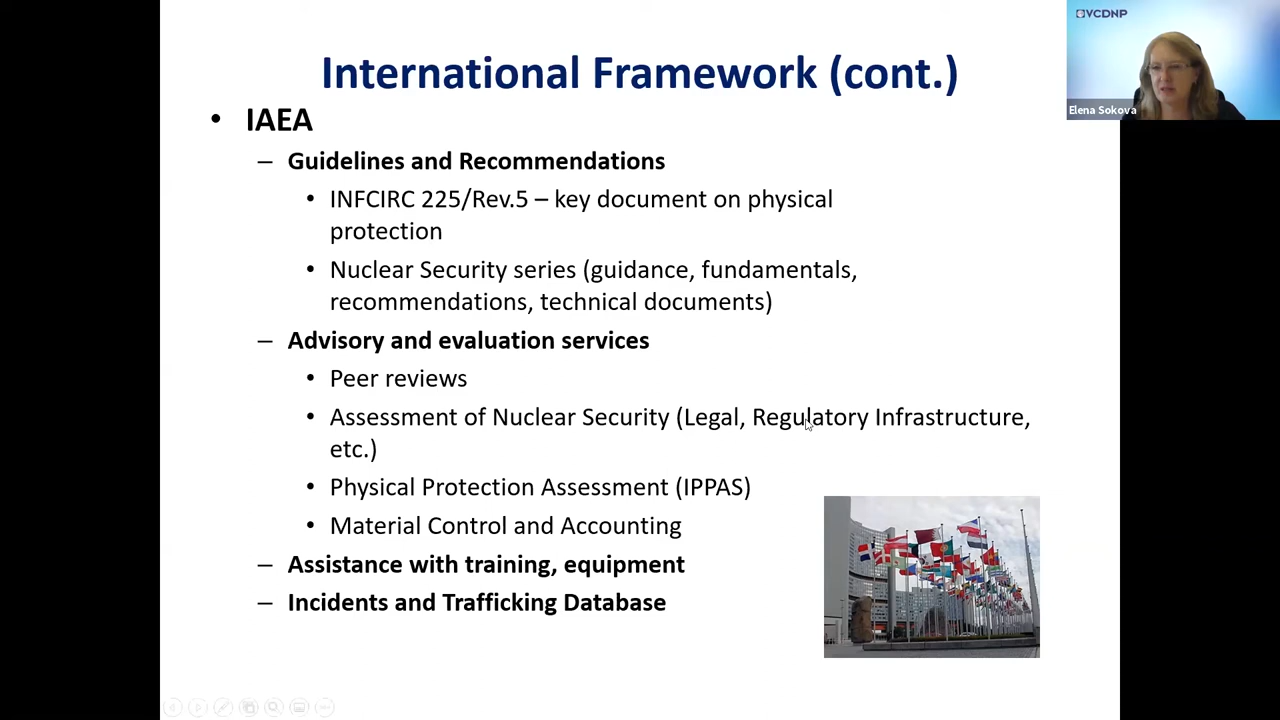 International Framework (cont.)
• IAEA
– Guidelines and Recommendations
• INFCIRC 225/Rev.5 – key document on physical
protection
• Nuclear Security series (guidance, fundamentals,
recommendations, technical documents)
– Advisory and evaluation services
• Peer reviews
• Assessment of Nuclear Security (Legal, Regulatory Infrastructure,
etc.)
• Physical Protection Assessment (IPPAS)
• Material Control and Accounting
– Assistance with training, equipment
– Incidents and Trafficking Database
VCDNP
Elena Sokova